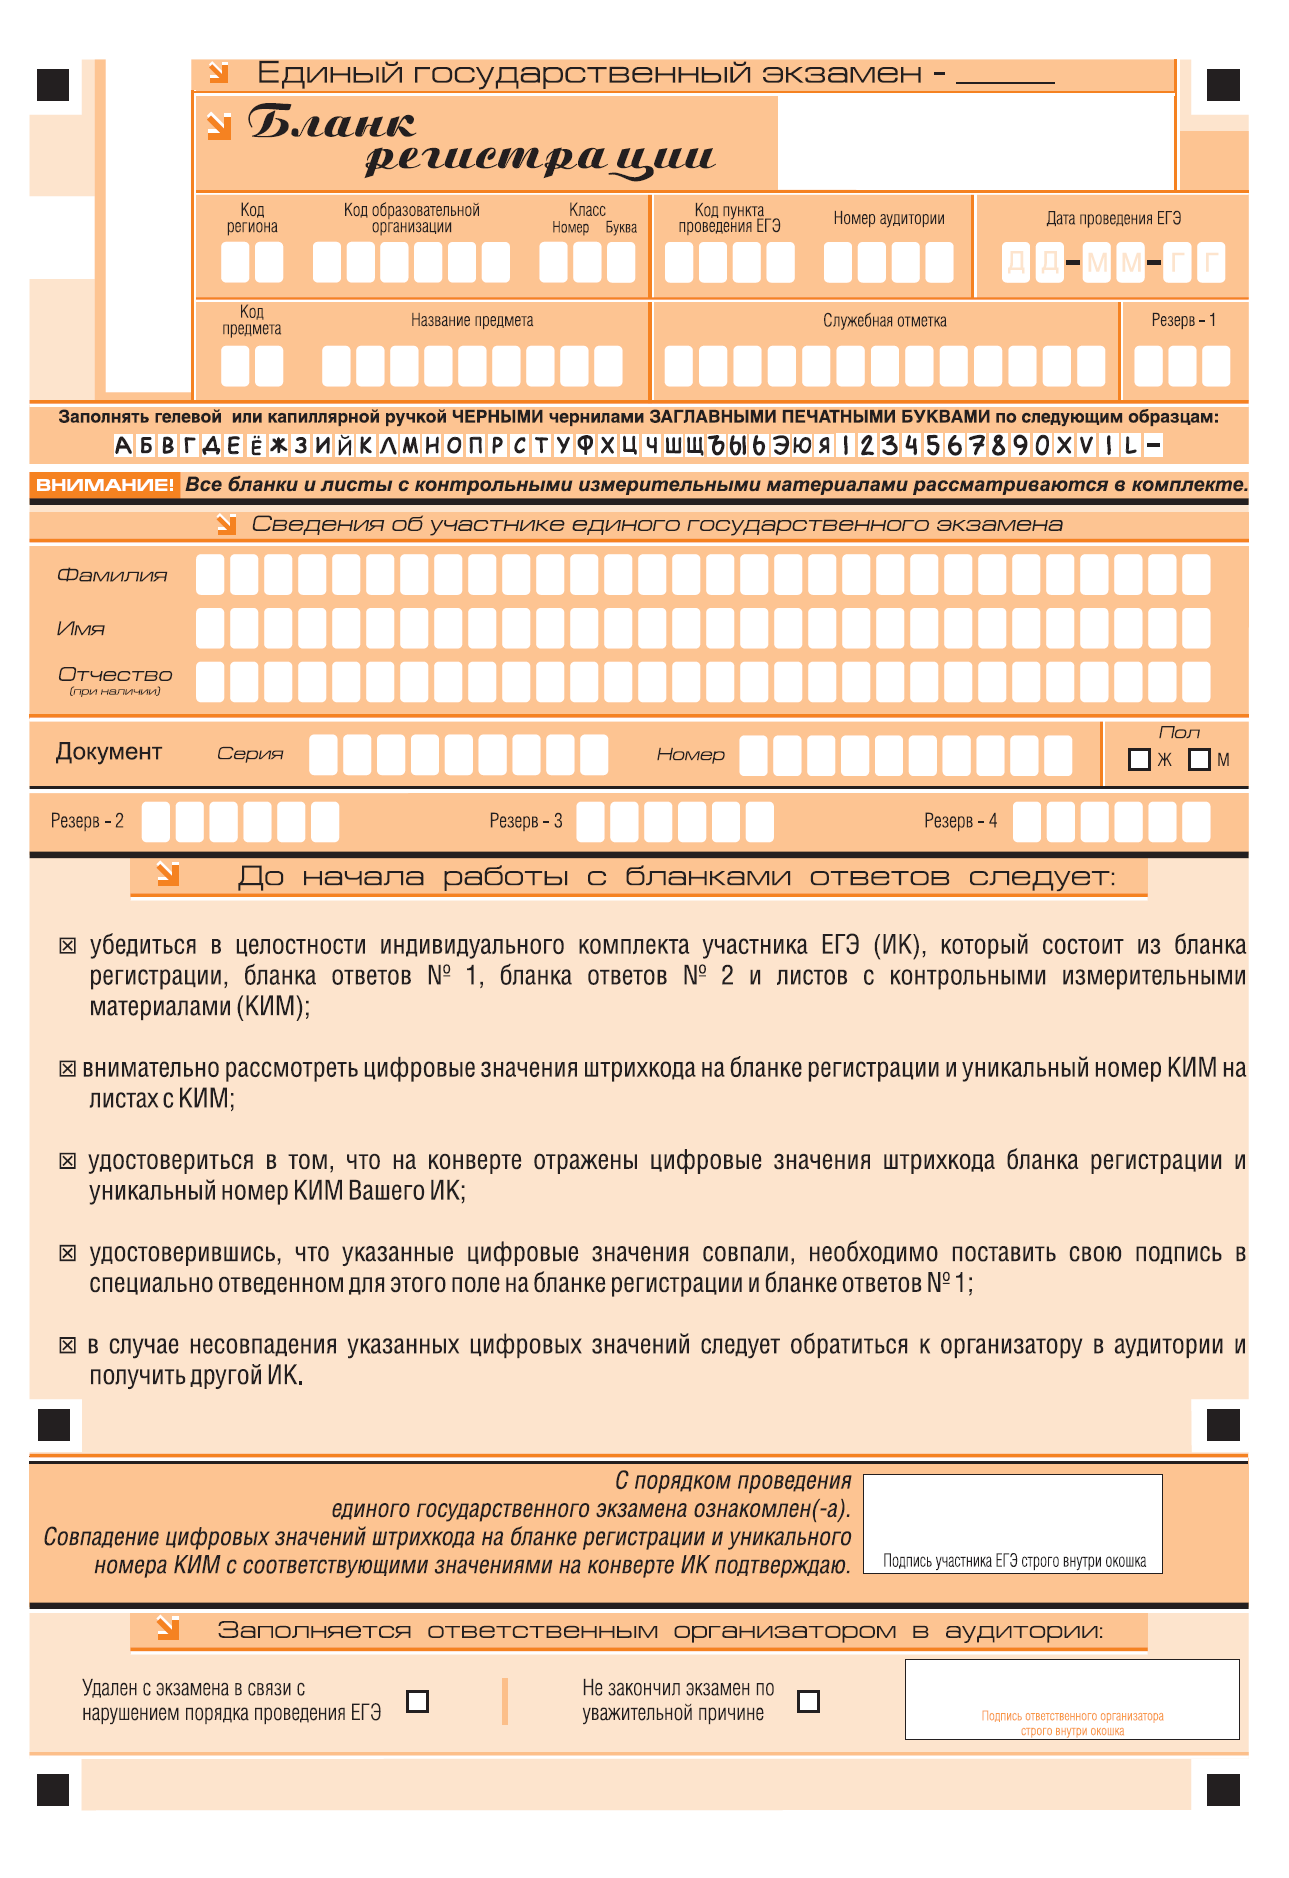 Единый государственный экзамен - ______
Бланк
регистрации
Код
региона
Код образовательной
организации
Класс
Номер Буква
Код пункта
проведения ЕГЭ
Номер аудитории
Дата проведения ЕГЭ
Д Д - М М - Г Г
Код
предмета
Название предмета
Служебная отметка
Резерв - 1
Заполнять гелевой или капиллярной ручкой ЧЕРНЫМИ чернилами ЗАГЛАВНЫМИ ПЕЧАТНЫМИ БУКВАМИ по следующим образцам:
А Б В Г Д Е Ё Ж З И Й К Л М Н О П Р С Т У Ф Х Ц Ч Ш Щ Ъ Ы Ь Э Ю Я 1 2 3 4 5 6 7 8 9 0 X V I L -
ВНИМАНИЕ! Все бланки и листы с контрольными измерительными материалами рассматриваются в комплекте.
Сведения об участнике единого государственного экзамена
Фамилия
Имя
Отчество
(при наличии)
Документ
Серия
Номер
Пол
Ж М
Резерв - 2
Резерв - 3
Резерв - 4
До начала работы с бланками ответов следует:
☒ убедиться в целостности индивидуального комплекта участника ЕГЭ (ИК), который состоит из бланка
регистрации, бланка ответов № 1, бланка ответов № 2 и листов с контрольными измерительными
материалами (КИМ);
☒ внимательно рассмотреть цифровые значения штрихкода на бланке регистрации и уникальный номер КИМ на
листах с КИМ;
☒ удостовериться в том, что на конверте отражены цифровые значения штрихкода бланка регистрации и
уникальный номер КИМ Вашего ИК;
☒ удостоверившись, что указанные цифровые значения совпали, необходимо поставить свою подпись в
специально отведенном для этого поле на бланке регистрации и бланке ответов № 1;
☒ в случае несовпадения указанных цифровых значений следует обратиться к организатору в аудитории и
получить другой ИК.
С порядком проведения
единого государственного экзамена ознакомлен(-а).
Совпадение цифровых значений штрихкода на бланке регистрации и уникального
номера КИМ с соответствующими значениями на конверте ИК подтверждаю.
Подпись участника ЕГЭ строго внутри окошка
Заполняется ответственным организатором в аудитории:
Удален с экзамена в связи с
нарушением порядка проведения ЕГЭ
Не закончил экзамен по
уважительной причине
Подпись ответственного организатора
строго внутри окошка